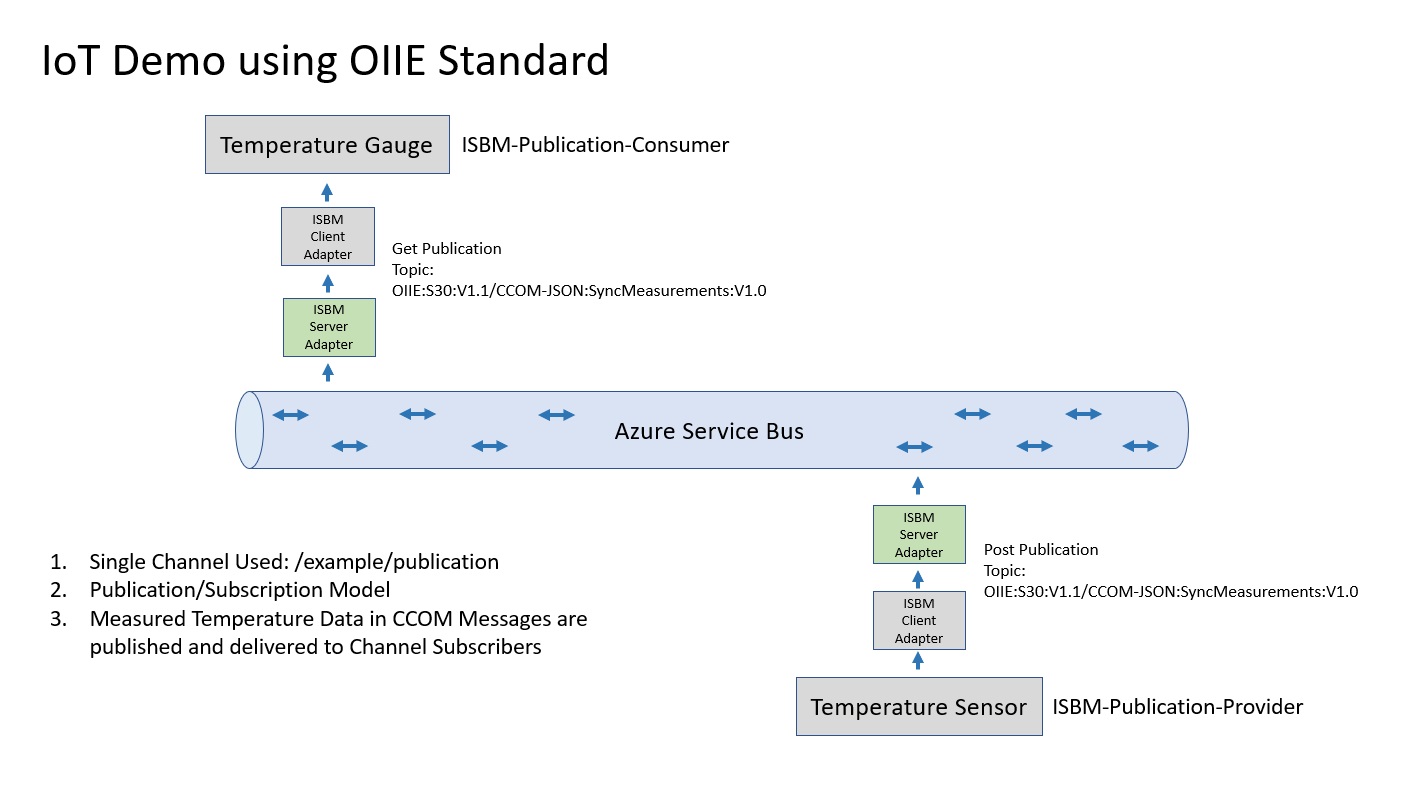 IoT Demo using OIIE Standard
Temperature Gauge
ISBM-Publication-Consumer
ISBM
Client
Adapter
Get Publication
Topic:
OIIE:S30:V1.1/CCOM-JSON:SyncMeasurements:V1.0
ISBM
Server
Adapter
Azure Service Bus
ISBM
Server
Adapter
Post Publication
Topic:
OIIE:S30:V1.1/CCOM-JSON:SyncMeasurements:V1.0
ISBM
Client
Adapter
Temperature Sensor
ISBM-Publication-Provider
1. Single Channel Used: /example/publication
2. Publication/Subscription Model
3. Measured Temperature Data in CCOM Messages are
published and delivered to Channel Subscribers